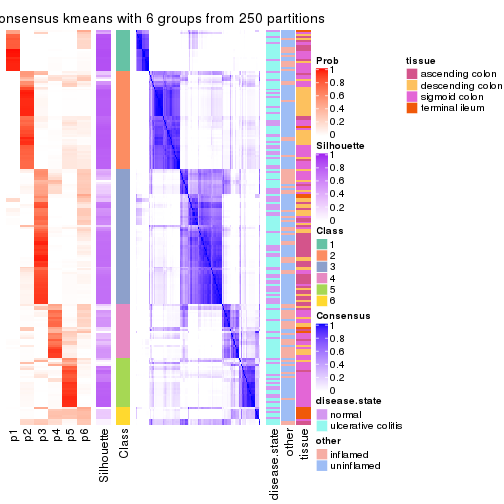 onsensus kmeans with 6 groups from 250 partitions
Prob
1
0.8
0.6
0.4
0.2
0
Silhouette
1
0.8
0.6
0.4
0.2
0
Class
1
2
3
4
5
6
Consensus
1
0.8
0.6
0.4
0.2
0
disease.state
normal
ulcerative colitis
other
inflamed
uninflamed
tissue
ascending colon
descending colon
sigmoid colon
terminal ileum
p1
p2
p3
p4
p5
p6
Silhouette
Class
disease.state
other
tissue